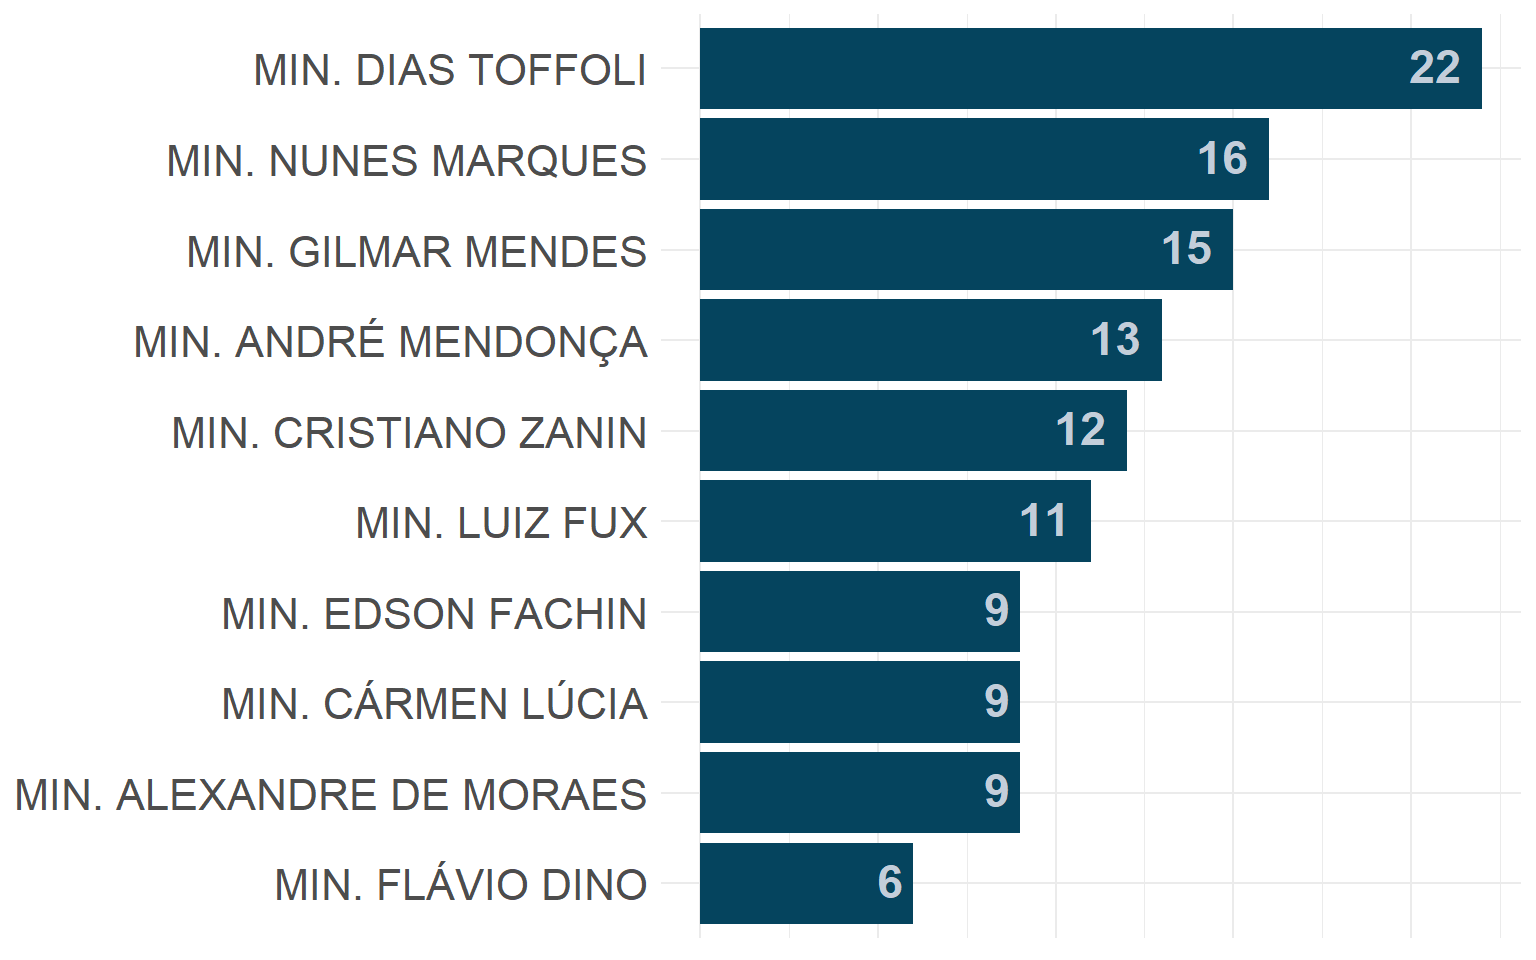 MIN. DIAS TOFFOLI 22
MIN. NUNES MARQUES 16
MIN. GILMAR MENDES 15
MIN. ANDRÉ MENDONÇA 13
MIN. CRISTIANO ZANIN 12
MIN. LUIZ FUX 11
MIN. EDSON FACHIN 9
MIN. CÁRMEN LÚCIA 9
MIN. ALEXANDRE DE MORAES 9
MIN. FLÁVIO DINO 6